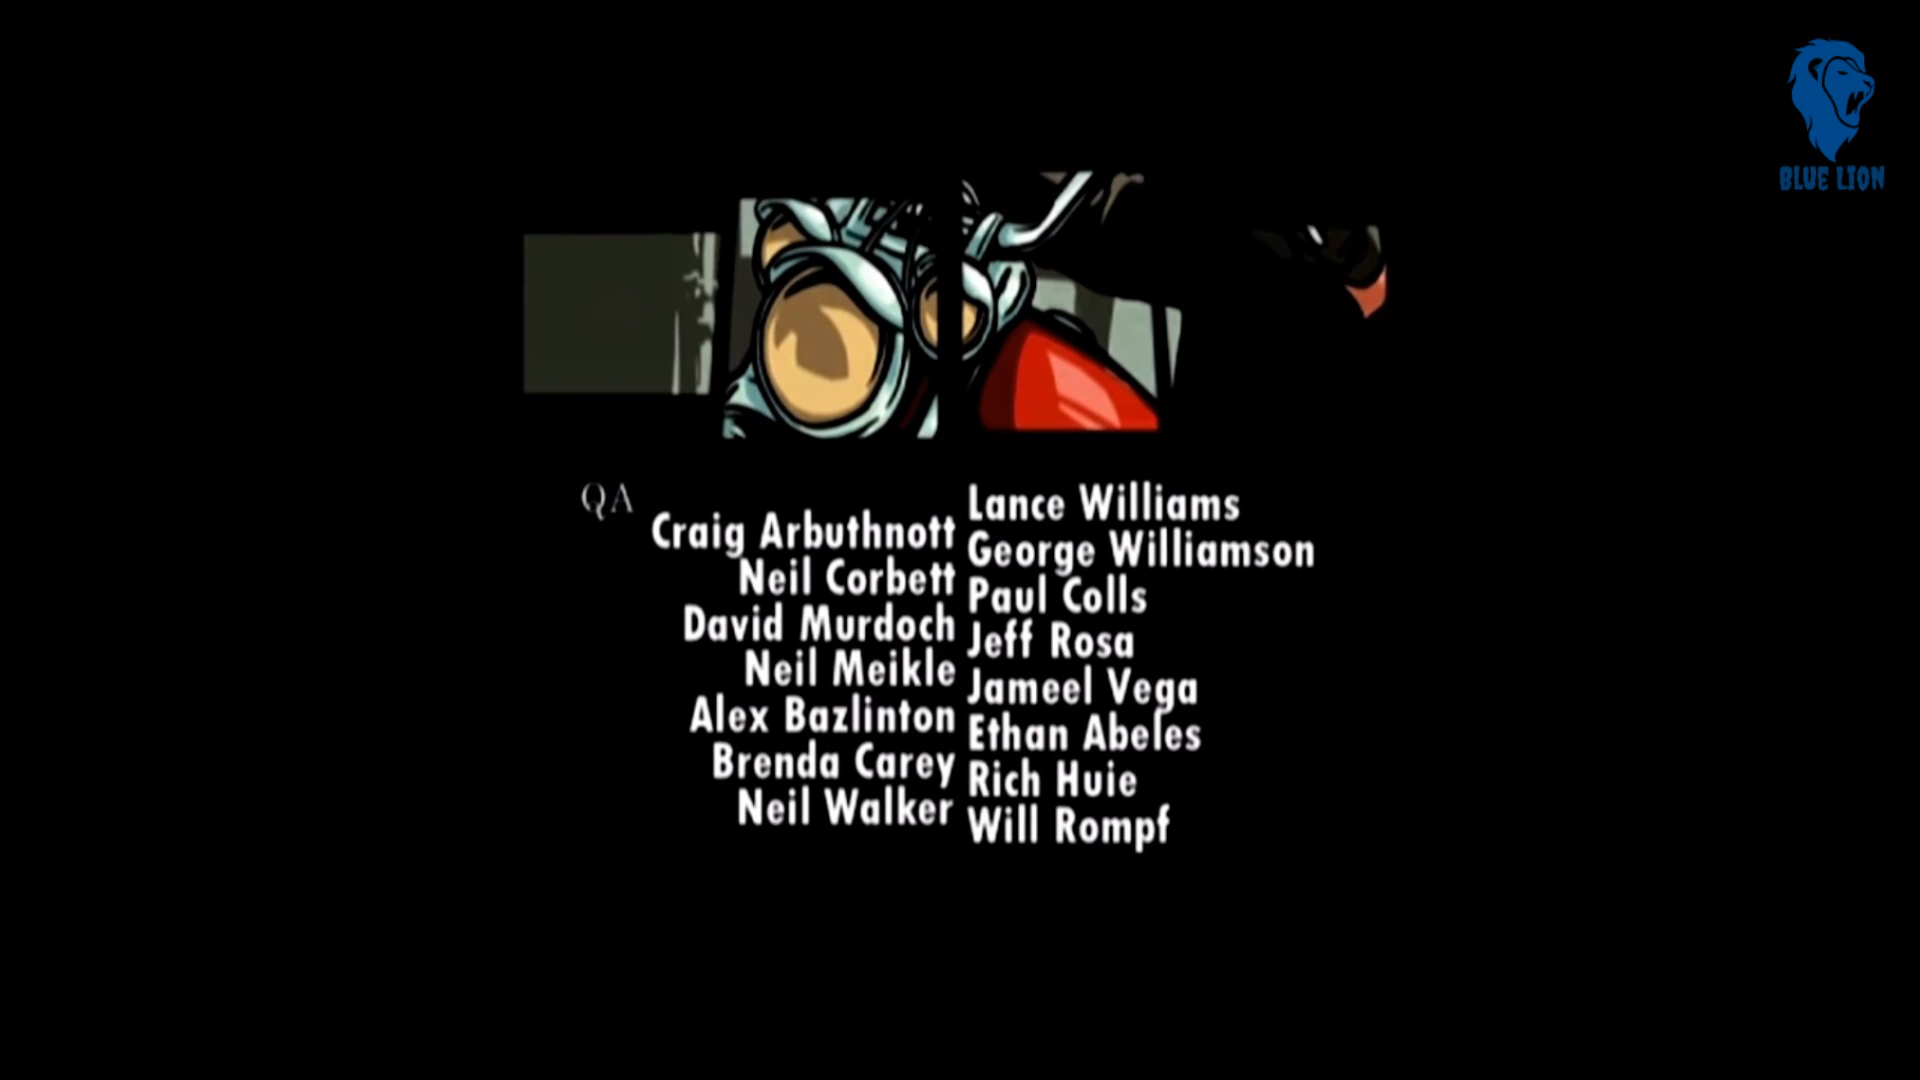 BLUE LION
QA
Craig Arbuthnott
Neil Corbett
David Murdoch
Neil Meikle
Alex Bazlinton
Brenda Carey
Neil Walker
Lance Williams
George Williamson
Paul Colls
Jeff Rosa
Jameel Vega
Ethan Abeles
Rich Huie
Will Rompf